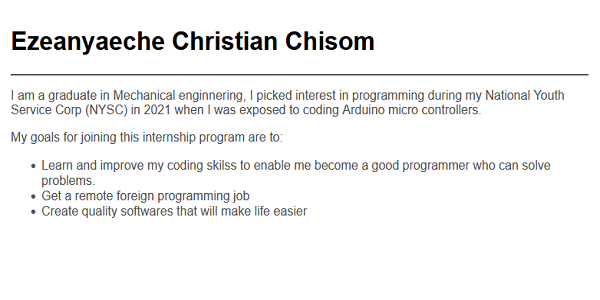 Ezeanyaeche Christian Chisom
I am a graduate in Mechanical enginnering, I picked interest in programming during my National Youth
Service Corp (NYSC) in 2021 when I was exposed to coding Arduino micro controllers.
My goals for joining this internship program are to:
• Learn and improve my coding skilss to enable me become a good programmer who can solve
problems.
• Get a remote foreign programming job
• Create quality softwares that will make life easier